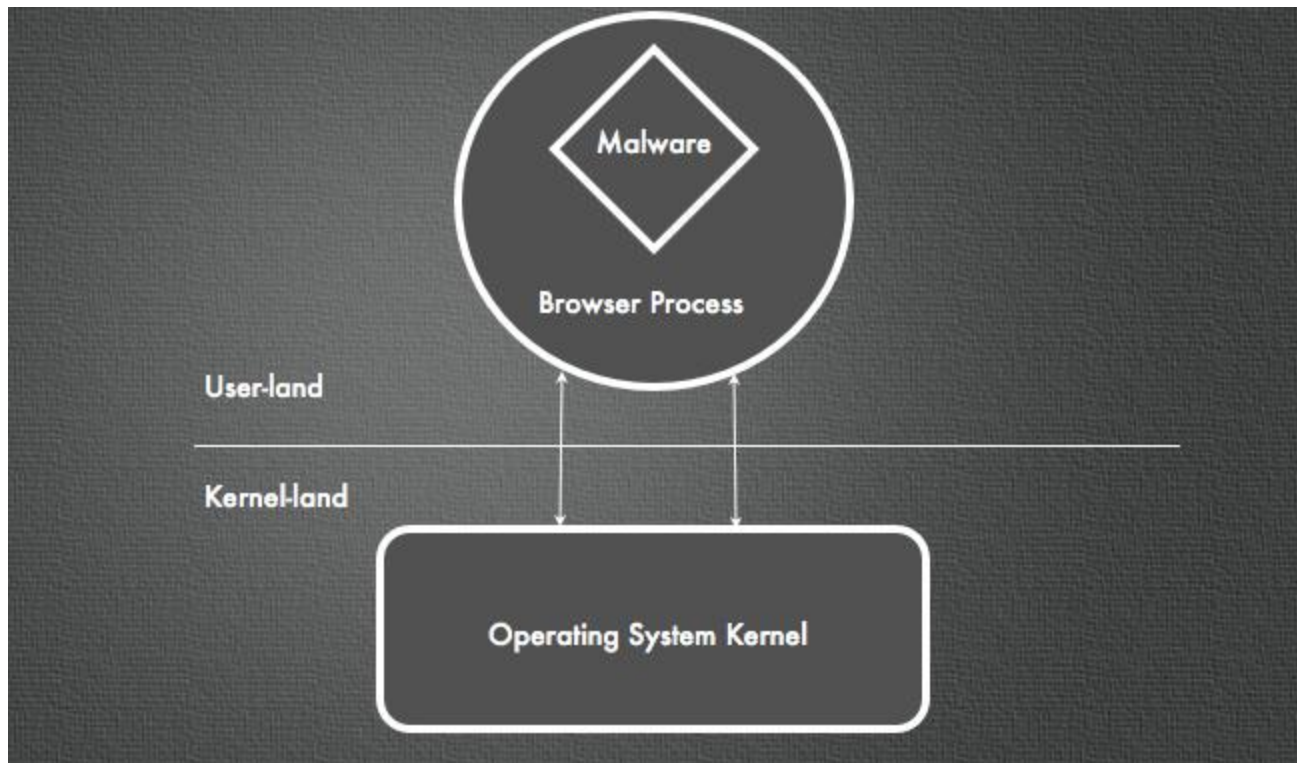 Malware
Browser Process
User-land
Kernel-land
Operating System Kernel